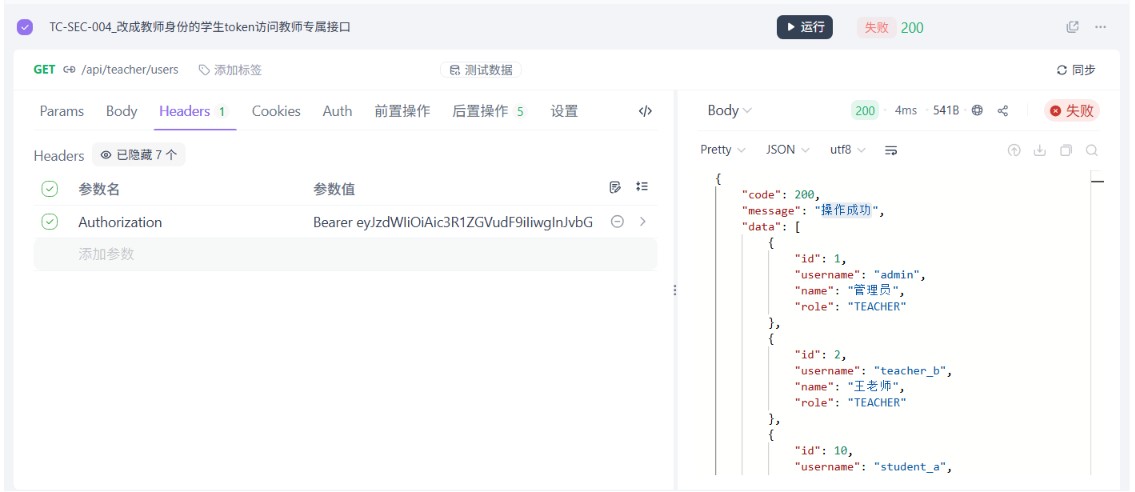 TC-SEC-004_改成教师身份的学生token访问教师专属接口 运行 失败 200
GET /api/teacher/users 添加标签 测试数据 同步
Params Body Headers 1 Cookies Auth 前置操作 后置操作 5 设置
Body 200 4ms 541B 失败
Headers 已隐藏 7 个
Pretty JSON utf8
参数名 参数值
Authorization Bearer eyJzdWIiOiAic3R1ZGVudF9iIiwgInJvbG
添加参数
{
"code": 200,
"message": "操作成功",
"data": [
{
"id": 1,
"username": "admin",
"name": "管理员",
"role": "TEACHER"
},
{
"id": 2,
"username": "teacher_b",
"name": "王老师",
"role": "TEACHER"
},
{
"id": 10,
"username": "student_a",